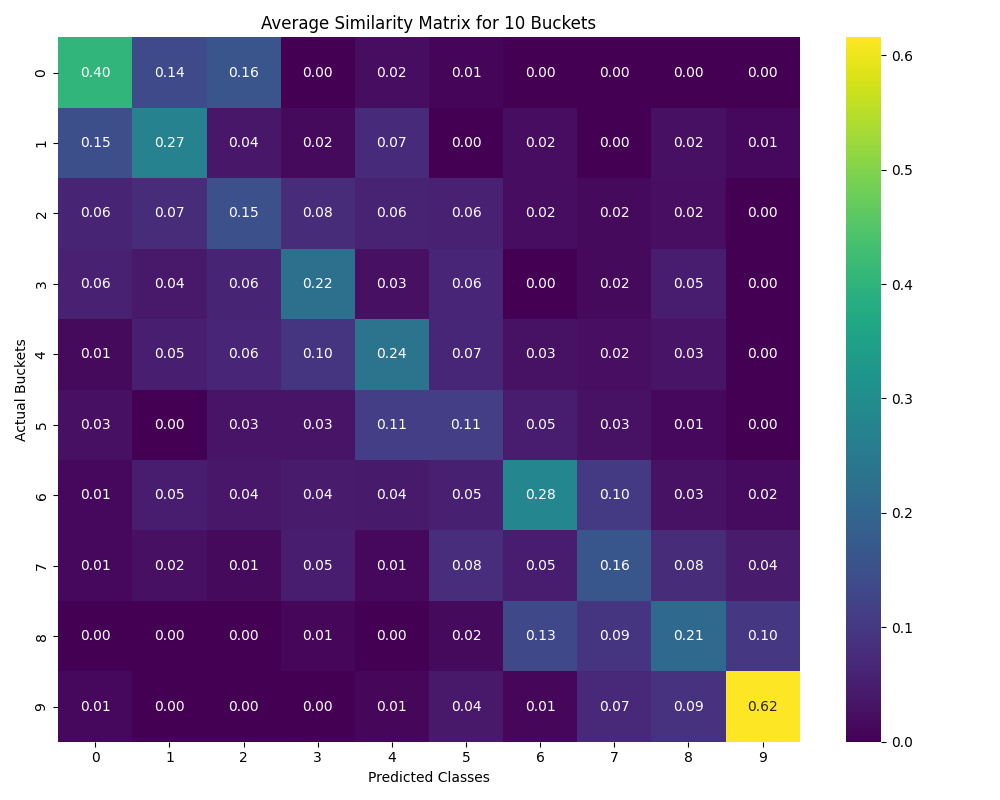 Average Similarity Matrix for 10 Buckets
0 0.40 0.14 0.16 0.00 0.02 0.01 0.00 0.00 0.00 0.00
1 0.15 0.27 0.04 0.02 0.07 0.00 0.02 0.00 0.02 0.01
2 0.06 0.07 0.15 0.08 0.06 0.06 0.02 0.02 0.02 0.00
3 0.06 0.04 0.06 0.22 0.03 0.06 0.00 0.02 0.05 0.00
4 0.01 0.05 0.06 0.10 0.24 0.07 0.03 0.02 0.03 0.00
5 0.03 0.00 0.03 0.03 0.11 0.11 0.05 0.03 0.01 0.00
6 0.01 0.05 0.04 0.04 0.04 0.05 0.28 0.10 0.03 0.02
7 0.01 0.02 0.01 0.05 0.01 0.08 0.05 0.16 0.08 0.04
8 0.00 0.00 0.00 0.01 0.00 0.02 0.13 0.09 0.21 0.10
9 0.01 0.00 0.00 0.00 0.01 0.04 0.01 0.07 0.09 0.62
0 1 2 3 4 5 6 7 8 9
Predicted Classes
Actual Buckets
0.6
0.5
0.4
0.3
0.2
0.1
0.0